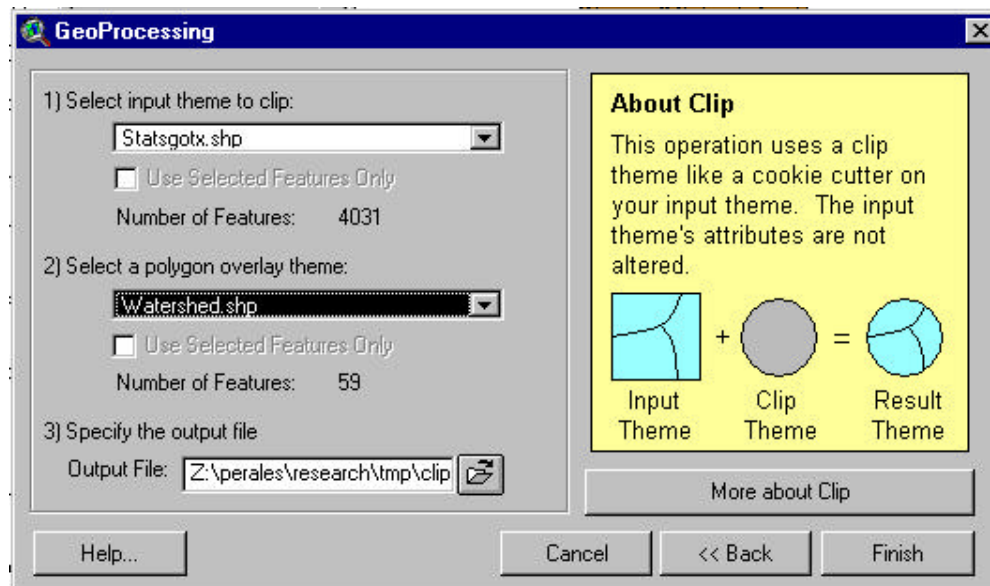 GeoProcessing
1) Select input theme to clip:
Statsgotx.shp
Use Selected Features Only
Number of Features: 4031
2) Select a polygon overlay theme:
Watershed.shp
Use Selected Features Only
Number of Features: 59
3) Specify the output file
Output File: Z:\perales\research\tmp\clip
About Clip
This operation uses a clip
theme like a cookie cutter on
your input theme. The input
theme's attributes are not
altered.
+ =
Input Clip Result
Theme Theme Theme
More about Clip
Help...
Cancel
<< Back
Finish